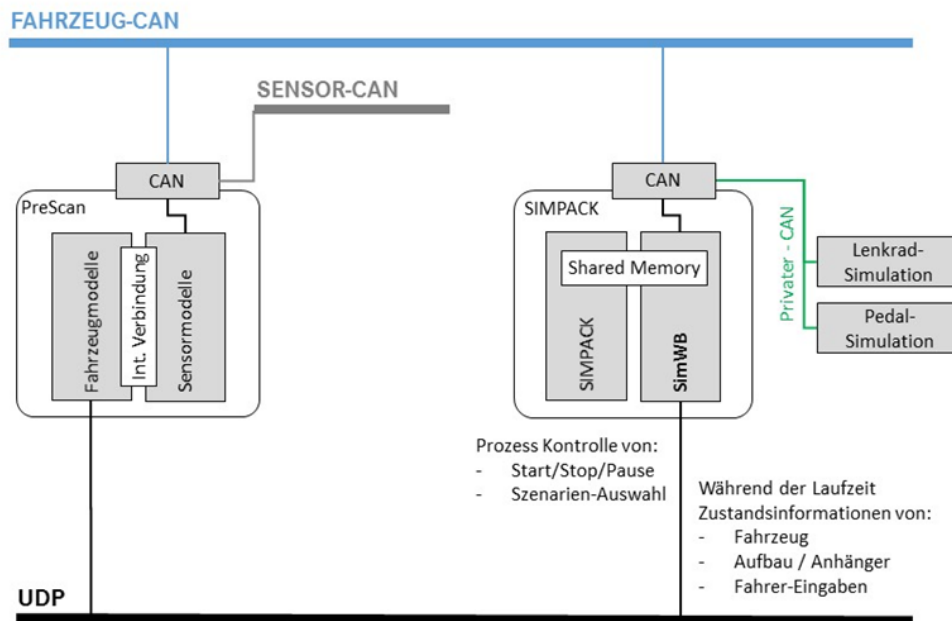 FAHRZEUG-CAN
SENSOR-CAN
CAN
PreScan
Fahrzeugmodelle
Int. Verbindung
Sensormodelle
CAN
SIMPACK
Shared Memory
SIMPACK
SimWB
Privater - CAN
Lenkrad-
Simulation
Pedal-
Simulation
Prozess Kontrolle von:
- Start/Stop/Pause
- Szenarien-Auswahl
Während der Laufzeit
Zustandsinformationen von:
- Fahrzeug
- Aufbau / Anhänger
- Fahrer-Eingaben
UDP